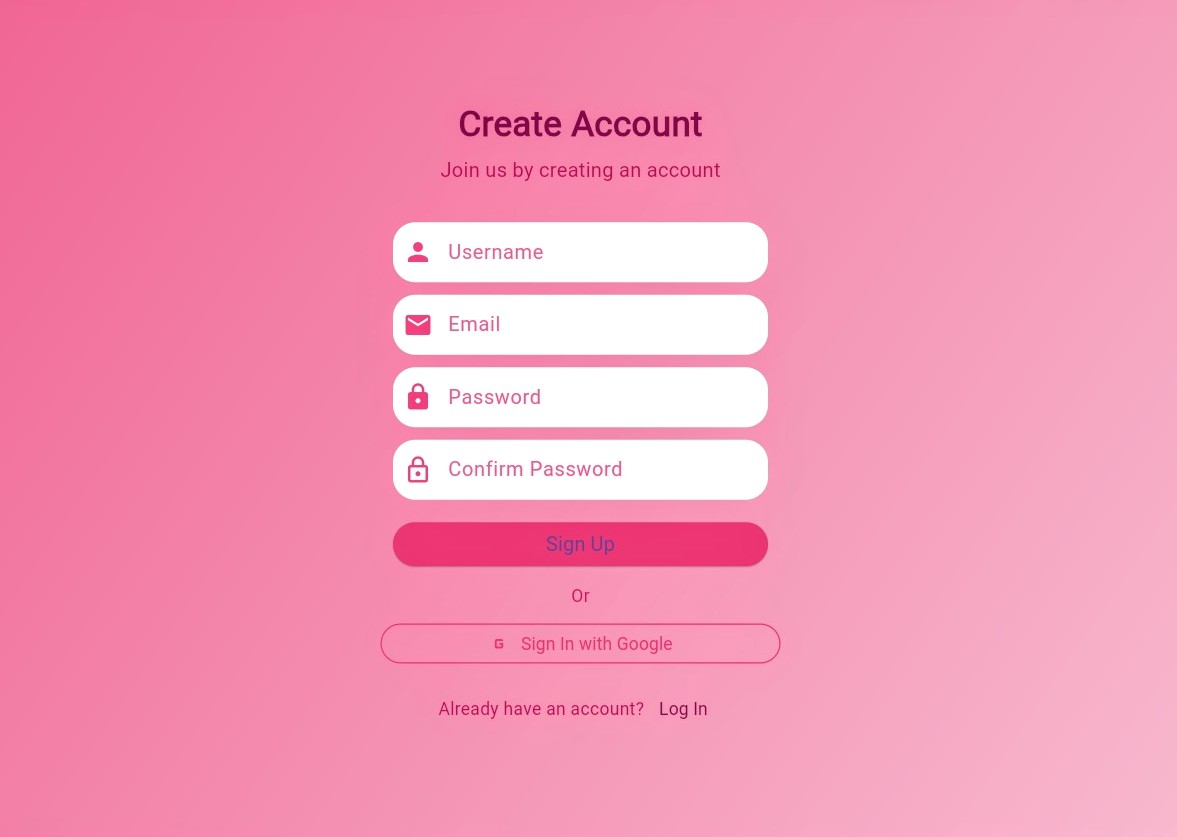 Create Account
Join us by creating an account
Username
Email
Password
Confirm Password
Sign Up
Or
G Sign In with Google
Already have an account? Log In